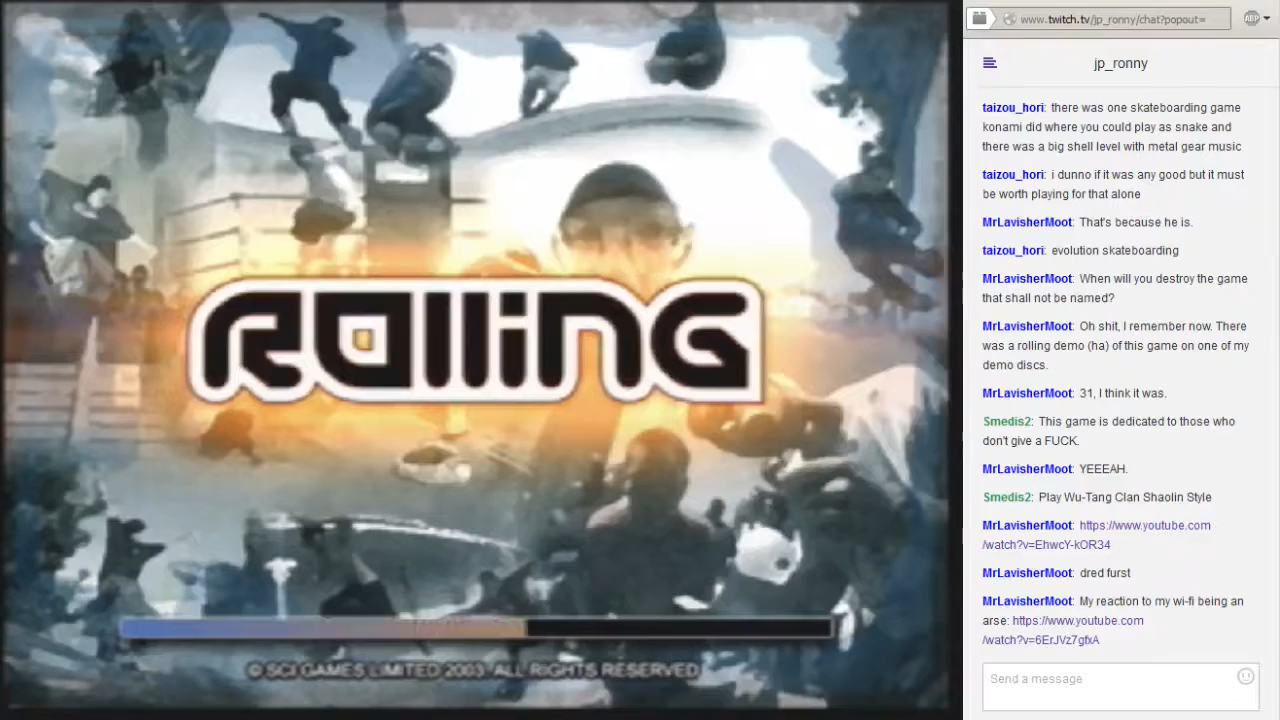 ROLLING
© SCI GAMES LIMITED 2003. ALL RIGHTS RESERVED
www.twitch.tv/jp_ronny/chat?popout=
ABP
jp_ronny
taizou_hori: there was one skateboarding game
konami did where you could play as snake and
there was a big shell level with metal gear music
taizou_hori: i dunno if it was any good but it must
be worth playing for that alone
MrLavisherMoot: That's because he is.
taizou_hori: evolution skateboarding
MrLavisherMoot: When will you destroy the game
that shall not be named?
MrLavisherMoot: Oh shit, I remember now. There
was a rolling demo (ha) of this game on one of my
demo discs.
MrLavisherMoot: 31, I think it was.
Smedis2: This game is dedicated to those who
don't give a FUCK.
MrLavisherMoot: YEEEAH.
Smedis2: Play Wu-Tang Clan Shaolin Style
MrLavisherMoot: https://www.youtube.com
/watch?v=EhwcY-kOR34
MrLavisherMoot: dred furst
MrLavisherMoot: My reaction to my wi-fi being an
arse: https://www.youtube.com
/watch?v=6ErJVz7gfxA
Send a message